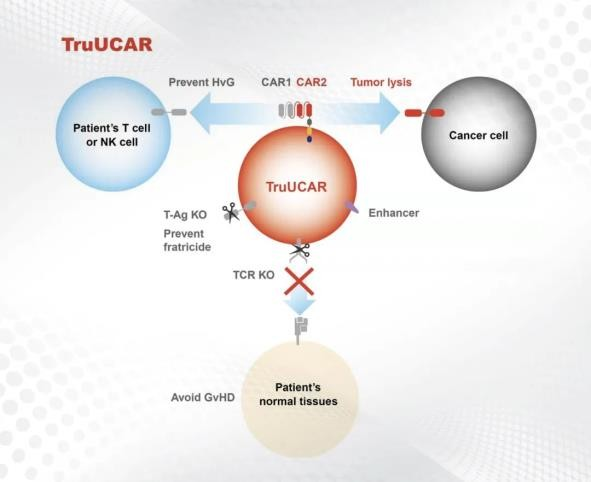 TruUCAR
Prevent HvG
CAR1 CAR2
Tumor lysis
Patient's T cell
or NK cell
Cancer cell
TruUCAR
T-Ag KO
Prevent
fratricide
Enhancer
TCR KO
Avoid GvHD
Patient's
normal tissues